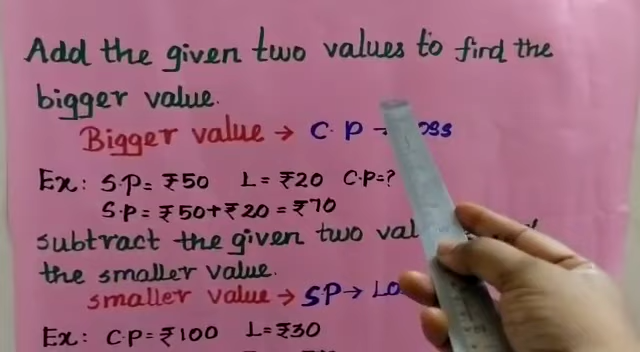 Add the given two values to find the
bigger value.
Bigger value → C.P →
Ex: S.P = ₹50 L = ₹20 C.P=?
S.P = ₹50+₹20 = ₹70
subtract the given two
the smaller value.
smaller value → SP→
Ex: C.P=₹100 L=₹30